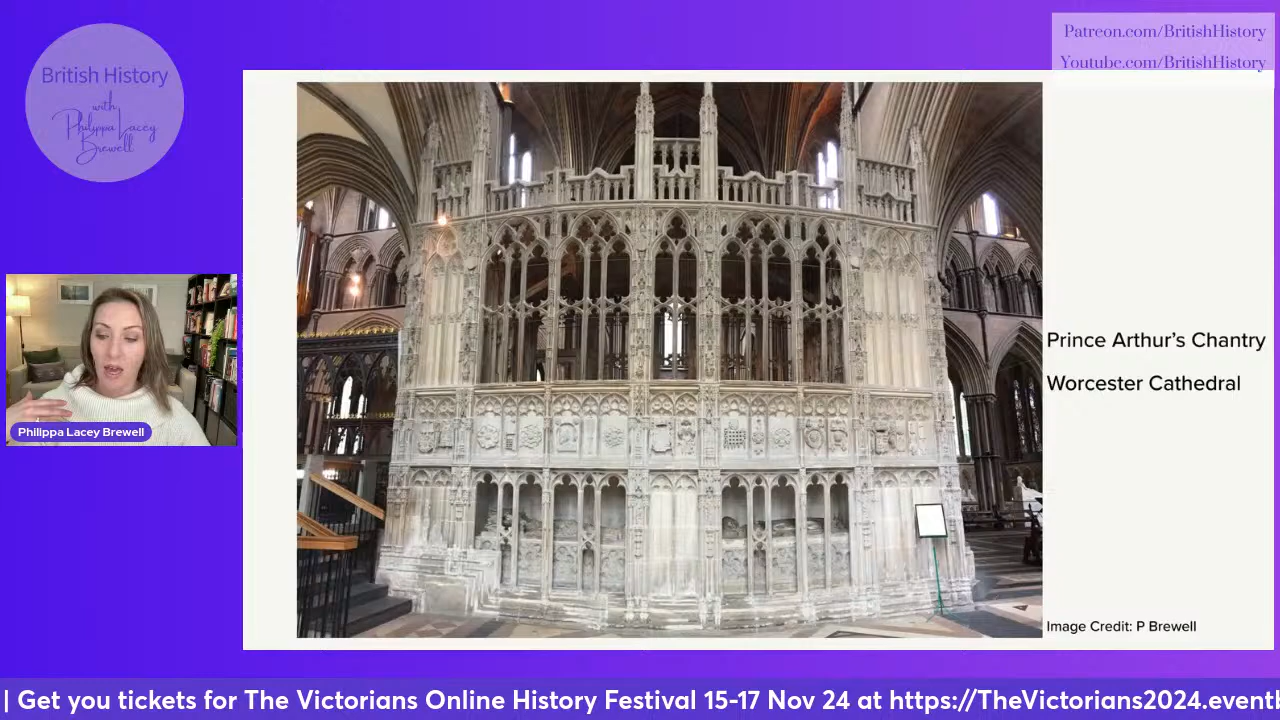 British History
with
Philippa Lacey
Brewell
Patreon.com/BritishHistory
Youtube.com/BritishHistory
Philippa Lacey Brewell
Prince Arthur's Chantry
Worcester Cathedral
Image Credit: P Brewell
| Get you tickets for The Victorians Online History Festival 15-17 Nov 24 at https://TheVictorians2024.eventb